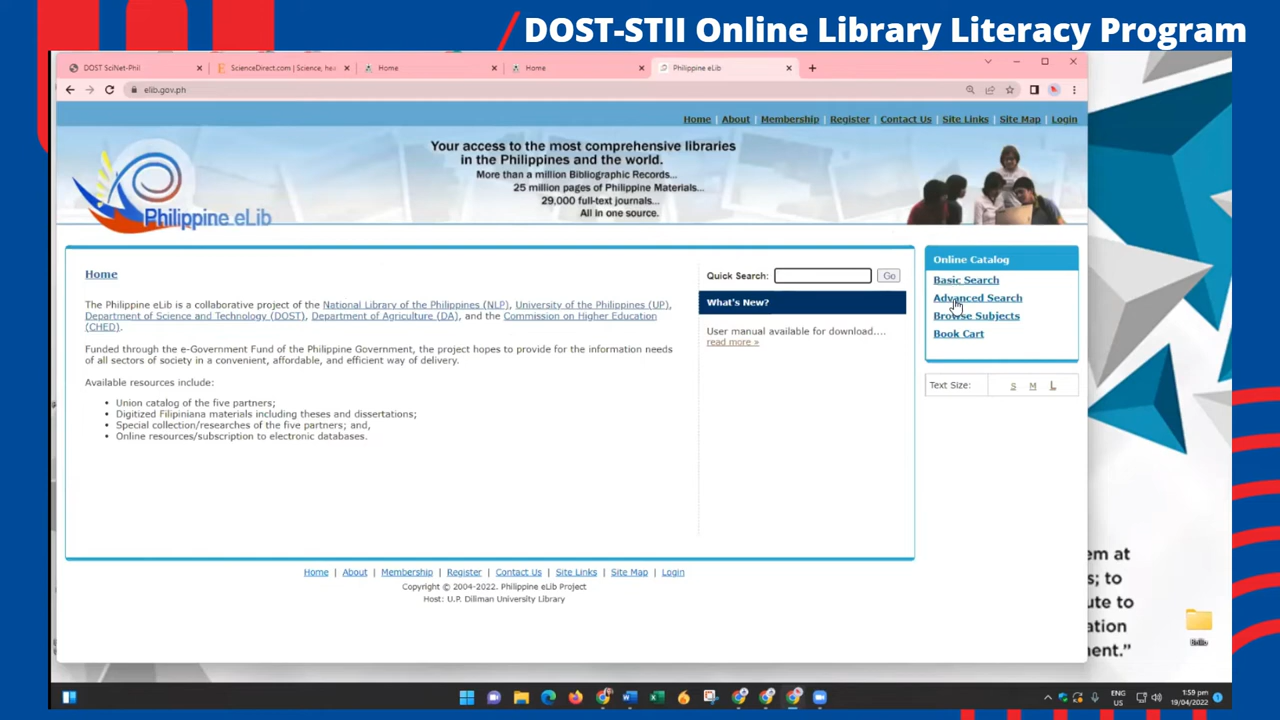 DOST-STII Online Library Literacy Program
DOST SciNet-Phil
ScienceDirect.com | Science, hea
Home
Home
Philippine eLib
elib.gov.ph
Home | About | Membership | Register | Contact Us | Site Links | Site Map | Login
Your access to the most comprehensive libraries
in the Philippines and the world.
More than a million Bibliographic Records...
25 million pages of Philippine Materials...
29,000 full-text journals...
All in one source.
Philippine eLib
Home
The Philippine eLib is a collaborative project of the National Library of the Philippines (NLP), University of the Philippines (UP),
Department of Science and Technology (DOST), Department of Agriculture (DA), and the Commission on Higher Education
(CHED).
Funded through the e-Government Fund of the Philippine Government, the project hopes to provide for the information needs
of all sectors of society in a convenient, affordable, and efficient way of delivery.
Available resources include:
• Union catalog of the five partners;
• Digitized Filipiniana materials including theses and dissertations;
• Special collection/researches of the five partners; and,
• Online resources/subscription to electronic databases.
Quick Search: Go
What's New?
User manual available for download....
read more »
Online Catalog
Basic Search
Advanced Search
Browse Subjects
Book Cart
Text Size: S M L
Home | About | Membership | Register | Contact Us | Site Links | Site Map | Login
Copyright © 2004-2022. Philippine eLib Project
Host: U.P. Diliman University Library
em at
s; to
ute to
ation
ment."
ENG
US
1:59 pm
19/04/2022